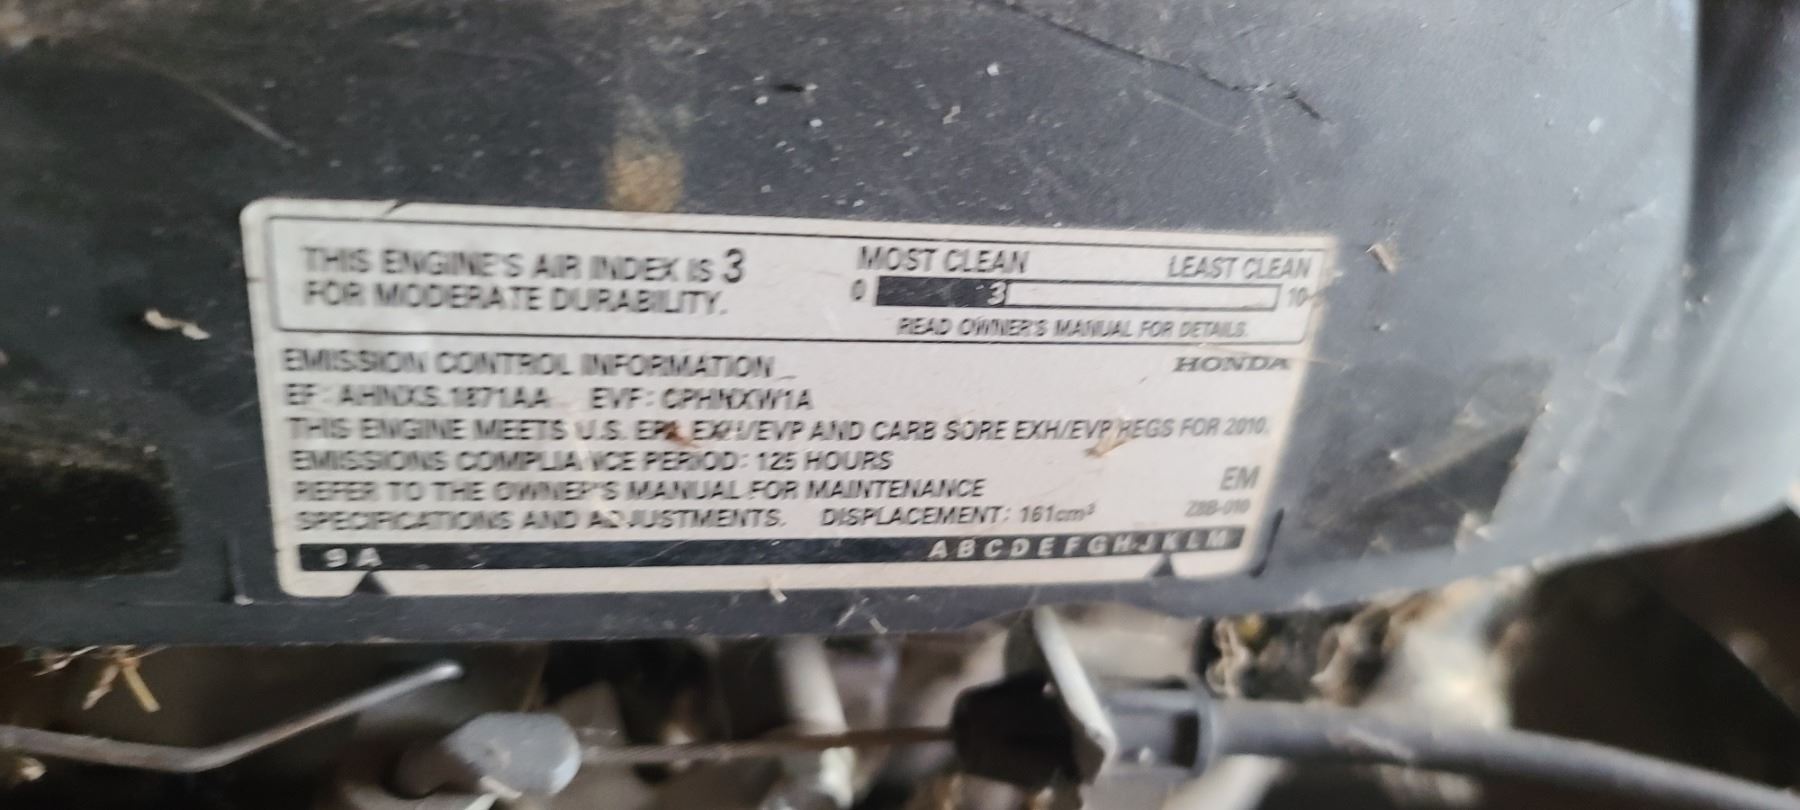 THIS ENGINE'S AIR INDEX IS 3
FOR MODERATE DURABILITY.
MOST CLEAN LEAST CLEAN
0 3 10
READ OWNER'S MANUAL FOR DETAILS.
EMISSION CONTROL INFORMATION
HONDA
EF: AHNXS.1871AA EVF: CPHNXW1A
THIS ENGINE MEETS U.S. EPA EXH/EVP AND CARB SORE EXH/EVP REGS FOR 2010.
EMISSIONS COMPLIANCE PERIOD: 125 HOURS
REFER TO THE OWNER'S MANUAL FOR MAINTENANCE
SPECIFICATIONS AND ADJUSTMENTS. DISPLACEMENT: 161cm³
EM
Z8B-010
9 A A B C D E F G H J K L M